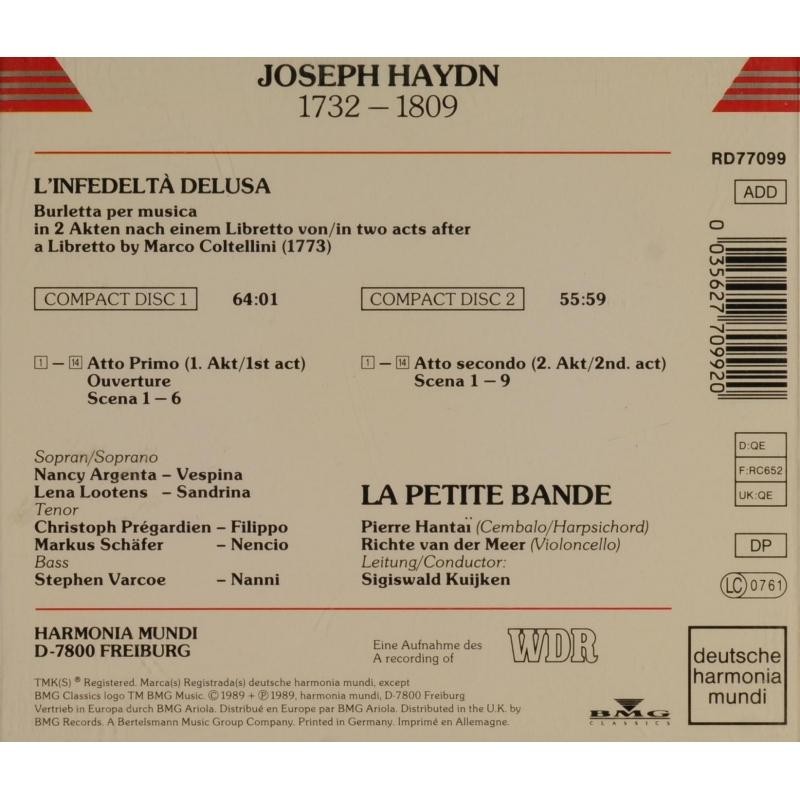 JOSEPH HAYDN
1732 – 1809
RD77099
L'INFEDELTÀ DELUSA
ADD
Burletta per musica
in 2 Akten nach einem Libretto von/in two acts after
a Libretto by Marco Coltellini (1773)
0 035627 709920
COMPACT DISC 1 64:01
COMPACT DISC 2 55:59
1 – 14 Atto Primo (1. Akt/1st act)
Ouverture
Scena 1 – 6
1 – 14 Atto secondo (2. Akt/2nd. act)
Scena 1 – 9
Sopran/Soprano
Nancy Argenta – Vespina
Lena Lootens – Sandrina
Tenor
Christoph Prégardien – Filippo
Markus Schäfer – Nencio
Bass
Stephen Varcoe – Nanni
LA PETITE BANDE
Pierre Hantaï (Cembalo/Harpsichord)
Richte van der Meer (Violoncello)
Leitung/Conductor:
Sigiswald Kuijken
D:QE
F:RC652
UK:QE
DP
LC 0761
HARMONIA MUNDI
D-7800 FREIBURG
Eine Aufnahme des
A recording of
WDR
deutsche
harmonia
mundi
TMK(S) ® Registered. Marca(s) Registrada(s) deutsche harmonia mundi, except
BMG Classics logo TM BMG Music. © 1989 + ℗ 1989, harmonia mundi, D-7800 Freiburg
Vertrieb in Europa durch BMG Ariola. Distribué en Europe par BMG Ariola. Distributed in the U.K. by
BMG Records. A Bertelsmann Music Group Company. Printed in Germany. Imprimé en Allemagne.
BMG
CLASSICS